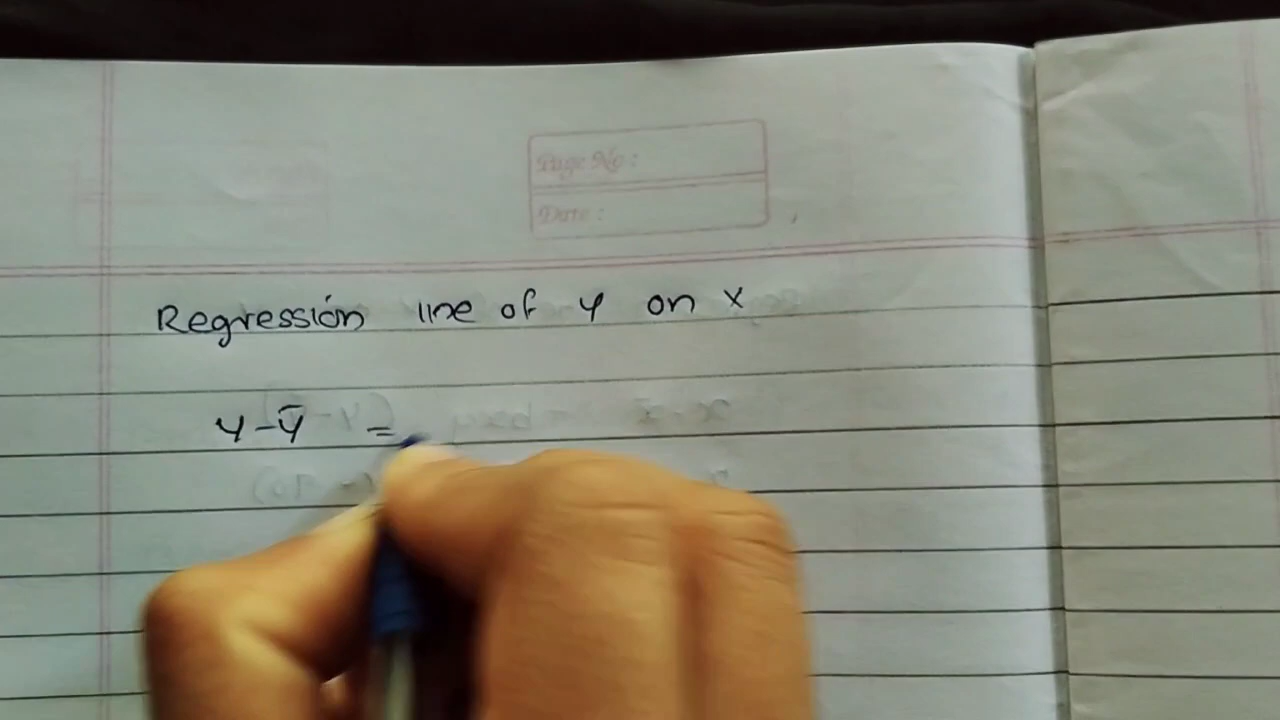 Page No :
Date :
Regression line of y on x
y - ȳ =